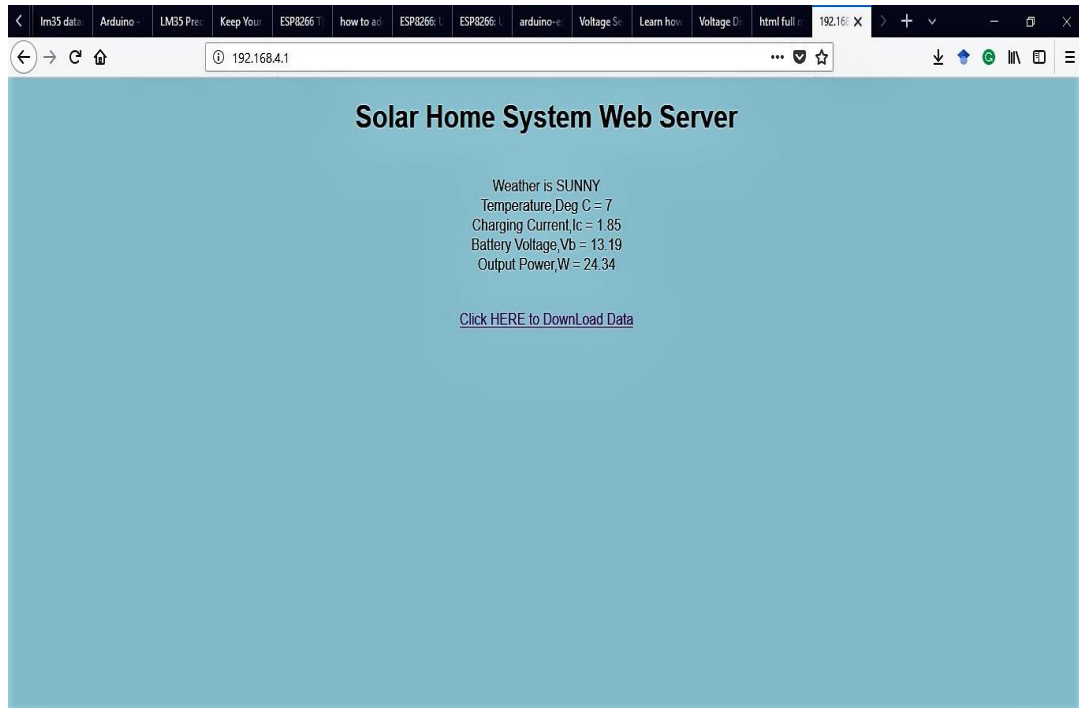 lm35 data Arduino - LM35 Prec Keep Your ESP8266 T how to ad ESP8266: U ESP8266: U arduino-e Voltage Se Learn how Voltage Di html full n 192.168
192.168.4.1
Solar Home System Web Server
Weather is SUNNY
Temperature,Deg C = 7
Charging Current,Ic = 1.85
Battery Voltage,Vb = 13.19
Output Power,W = 24.34
Click HERE to DownLoad Data